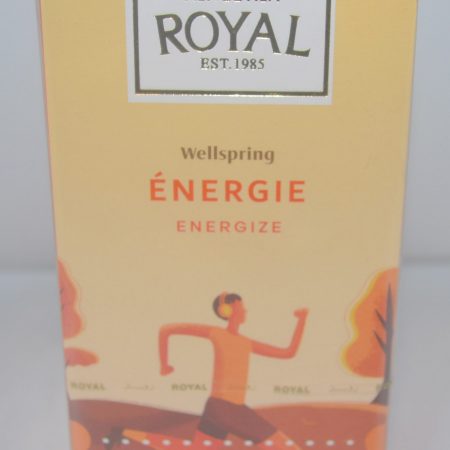 ROYAL
EST. 1985
Wellspring
ÉNERGIE
ENERGIZE
ROYAL ROYAL ROYAL